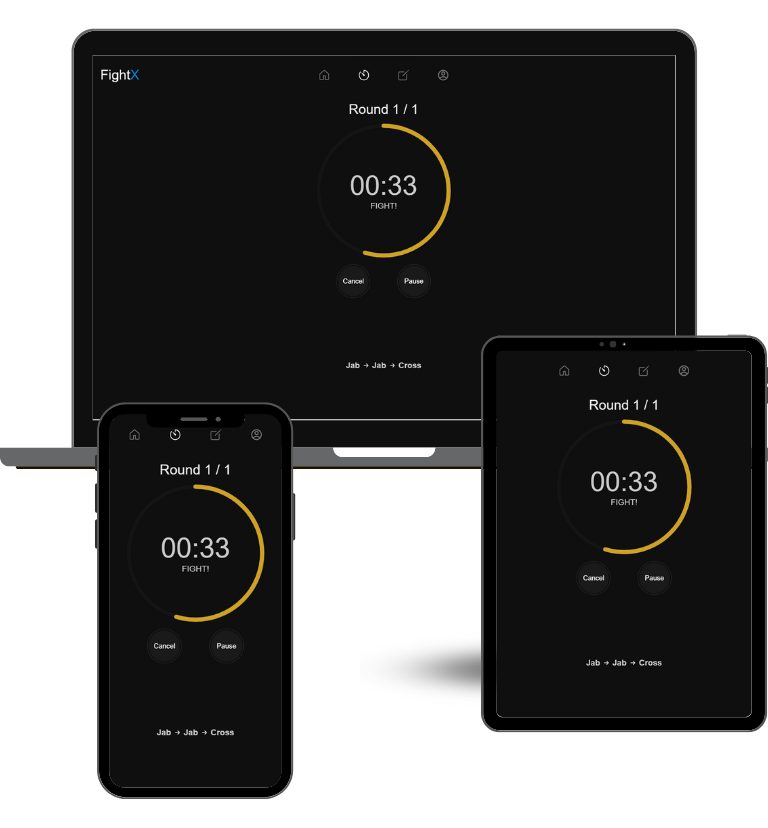 FightX
Round 1 / 1
00:33
FIGHT!
Cancel Pause
Jab → Jab → Cross
Round 1 / 1
00:33
FIGHT!
Cancel Pause
Jab → Jab → Cross
Round 1 / 1
00:33
FIGHT!
Cancel Pause
Jab → Jab → Cross